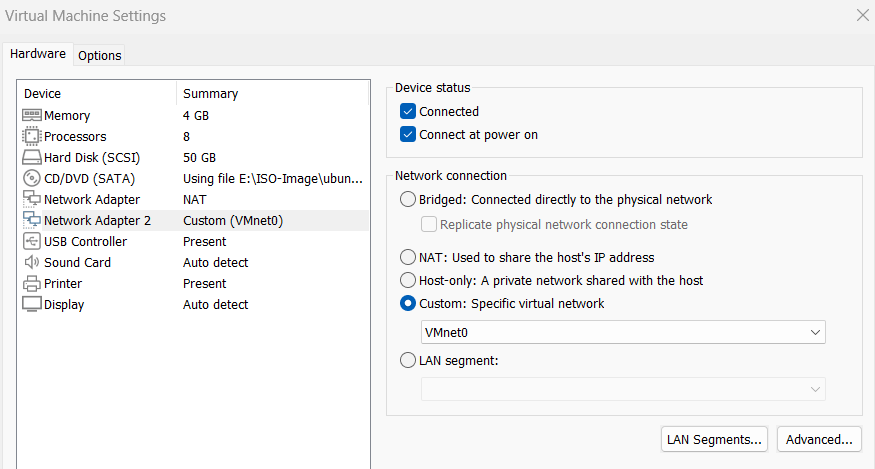 Virtual Machine Settings
Hardware
Options
Device Summary
Memory 4 GB
Processors 8
Hard Disk (SCSI) 50 GB
CD/DVD (SATA) Using file E:\ISO-Image\ubun...
Network Adapter NAT
Network Adapter 2 Custom (VMnet0)
USB Controller Present
Sound Card Auto detect
Printer Present
Display Auto detect
Device status
Connected
Connect at power on
Network connection
Bridged: Connected directly to the physical network
Replicate physical network connection state
NAT: Used to share the host's IP address
Host-only: A private network shared with the host
Custom: Specific virtual network
VMnet0
LAN segment:
LAN Segments... Advanced...